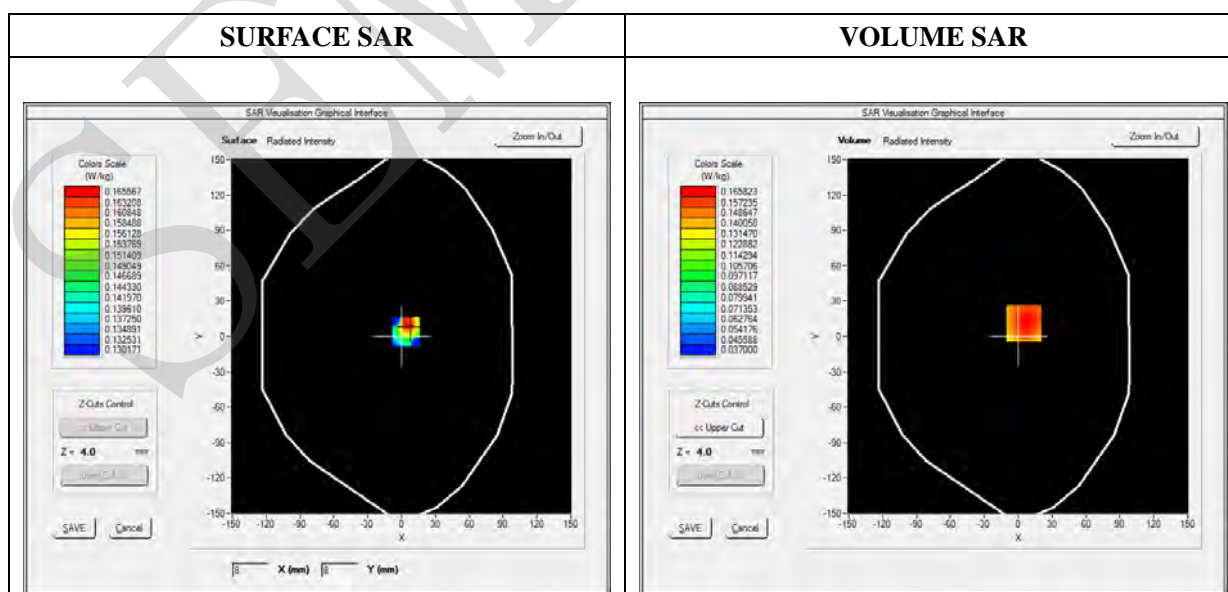 SURFACE SAR
VOLUME SAR
SAR Visualisation Graphical Interface
Surface Radiated Intensity
Zoom In/Out
Colors Scale
(W/kg)
0.165567
0.163208
0.160848
0.158488
0.156128
0.153769
0.151409
0.149049
0.146689
0.144330
0.141970
0.139610
0.137250
0.134891
0.132531
0.130171
150
120
90
60
30
0
-30
-60
-90
-120
-150
Y
-150 -120 -90 -60 -30 0 30 60 90 120 150
X
Z-Cuts Control
<< Upper Cut
Z = 4.0 mm
SAVE Cancel
X (mm) Y (mm)
SAR Visualisation Graphical Interface
Volume Radiated Intensity
Zoom In/Out
Colors Scale
(W/kg)
0.165823
0.157235
0.148647
0.140058
0.131470
0.122882
0.114294
0.105706
0.097117
0.088529
0.079941
0.071353
0.062764
0.054176
0.045588
0.037000
150
120
90
60
30
0
-30
-60
-90
-120
-150
Y
-150 -120 -90 -60 -30 0 30 60 90 120 150
X
Z-Cuts Control
<< Upper Cut
Z = 4.0 mm
SAVE Cancel